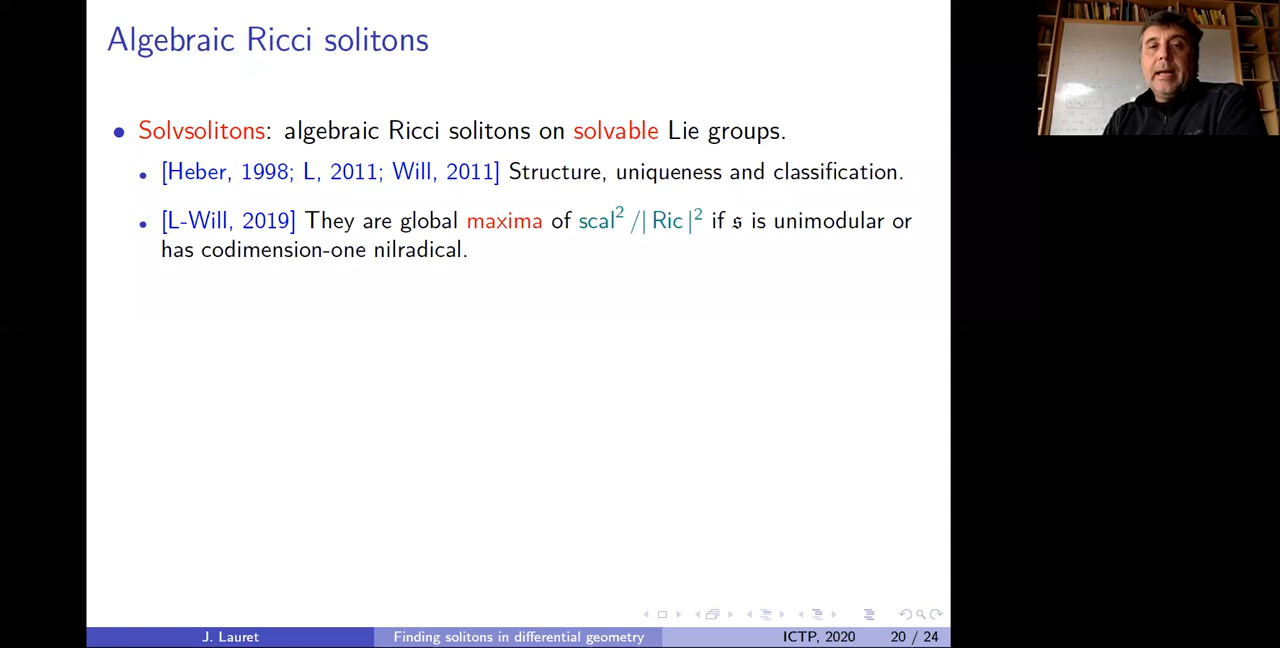 Algebraic Ricci solitons
• Solvsolitons: algebraic Ricci solitons on solvable Lie groups.
• [Heber, 1998; L, 2011; Will, 2011] Structure, uniqueness and classification.
• [L-Will, 2019] They are global maxima of scal² /| Ric |² if 𝔰 is unimodular or
has codimension-one nilradical.
J. Lauret Finding solitons in differential geometry ICTP, 2020 20 / 24